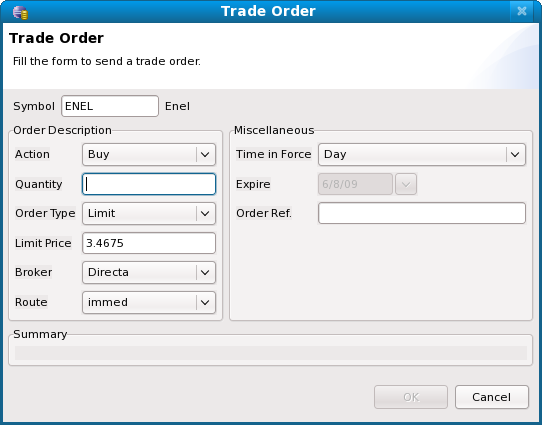 Trade Order
Trade Order
Fill the form to send a trade order.
Symbol ENEL Enel
Order Description
Action Buy
Quantity
Order Type Limit
Limit Price 3.4675
Broker Directa
Route immed
Miscellaneous
Time in Force Day
Expire 6/8/09
Order Ref.
Summary
OK Cancel